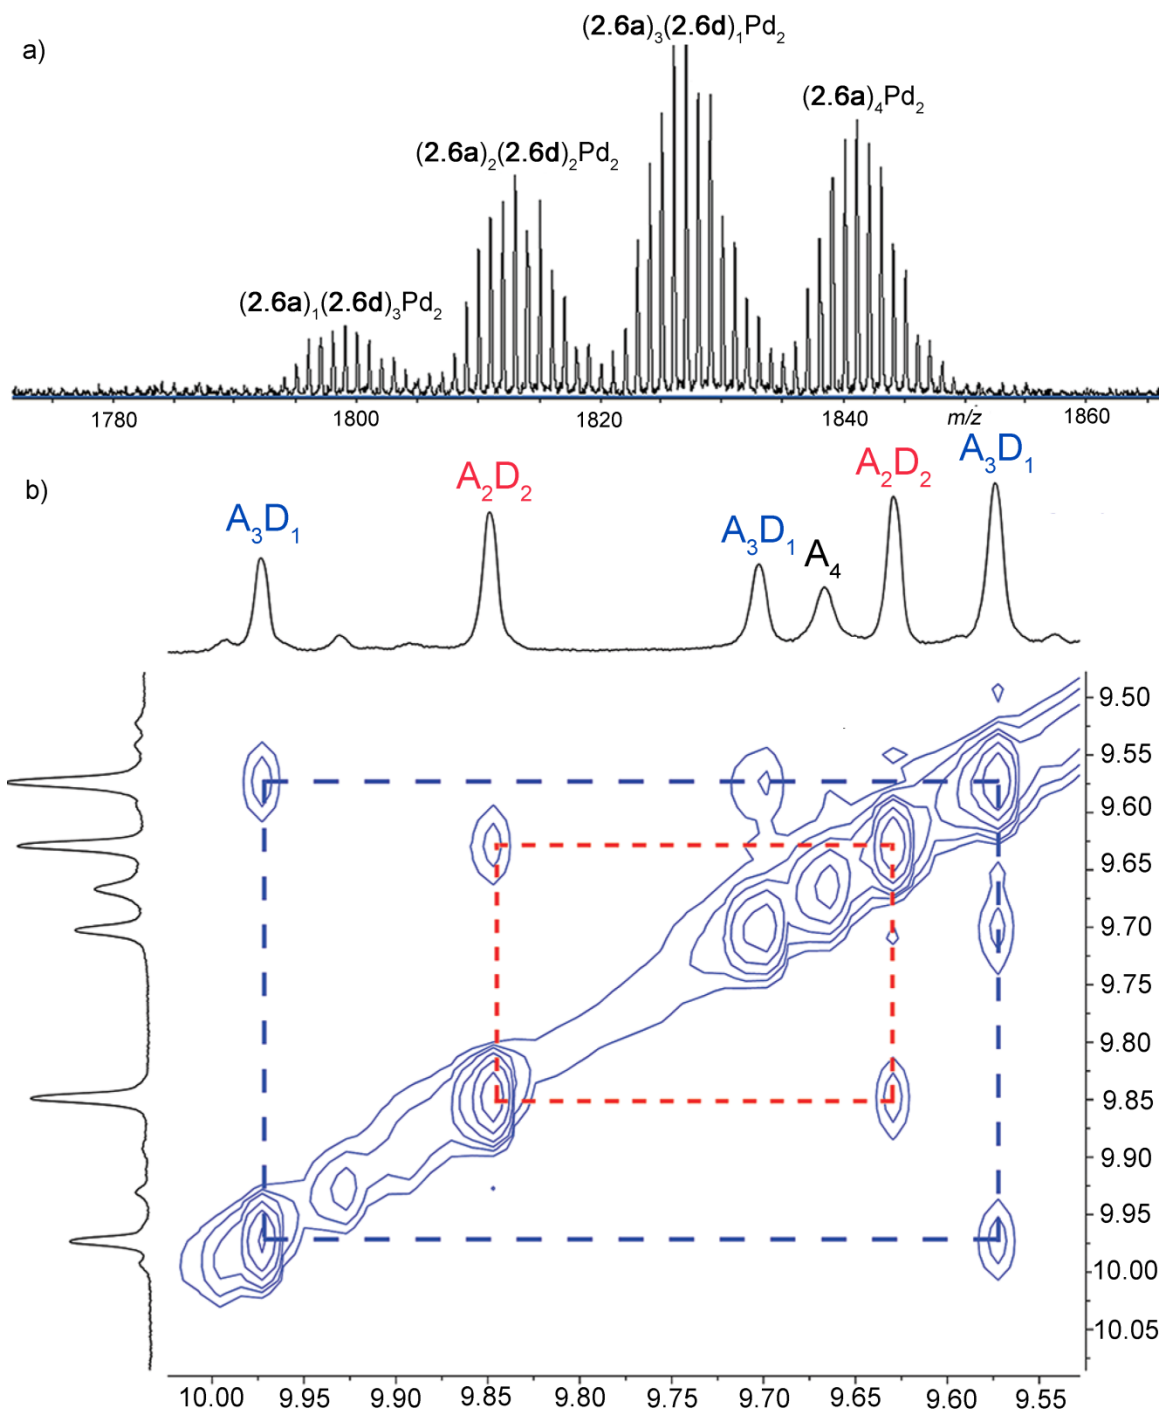 a)
(2.6a)₃(2.6d)₁Pd₂
(2.6a)₄Pd₂
(2.6a)₂(2.6d)₂Pd₂
(2.6a)₁(2.6d)₃Pd₂
1780 1800 1820 1840 m/z 1860
b)
A₃D₁ A₂D₂ A₃D₁ A₄ A₂D₂ A₃D₁
9.50
9.55
9.60
9.65
9.70
9.75
9.80
9.85
9.90
9.95
10.00
10.05
10.00 9.95 9.90 9.85 9.80 9.75 9.70 9.65 9.60 9.55